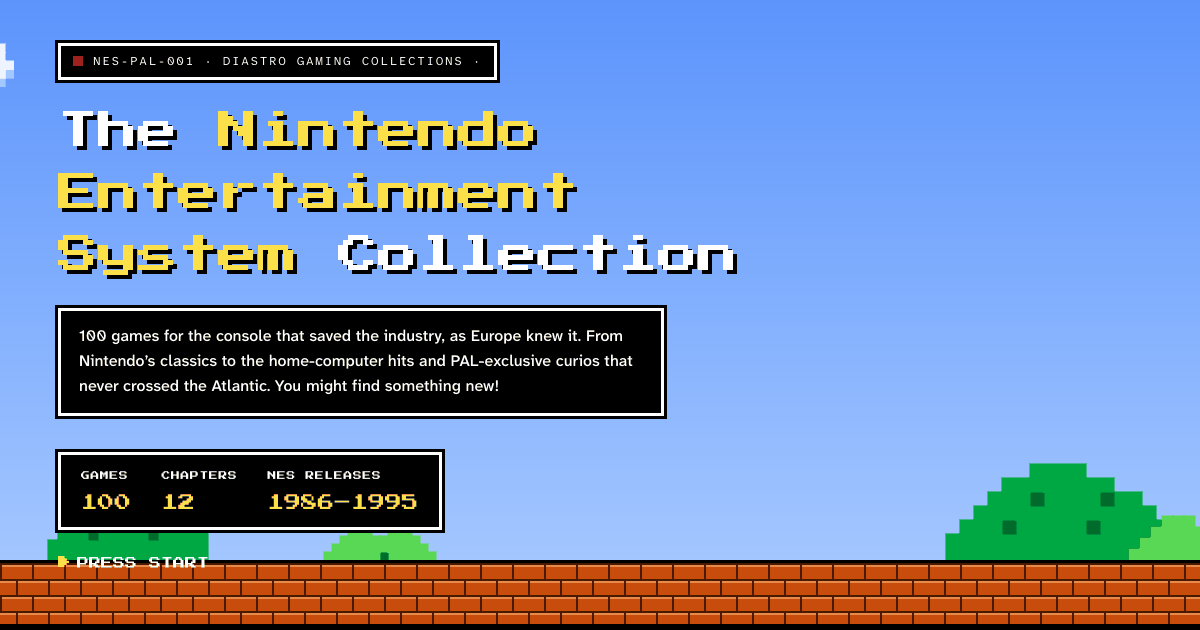 NES-PAL-001 · DIASTRO GAMING COLLECTIONS ·
The Nintendo
Entertainment
System Collection
100 games for the console that saved the industry, as Europe knew it. From
Nintendo’s classics to the home-computer hits and PAL-exclusive curios that
never crossed the Atlantic. You might find something new!
GAMES CHAPTERS NES RELEASES
100 12 1986–1995
PRESS START